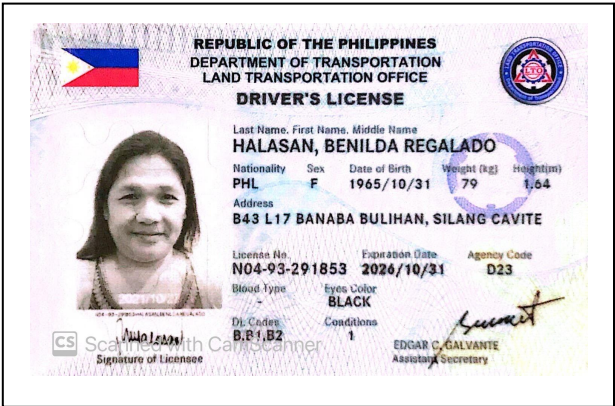 REPUBLIC OF THE PHILIPPINES
DEPARTMENT OF TRANSPORTATION
LAND TRANSPORTATION OFFICE
DRIVER'S LICENSE
Last Name, First Name, Middle Name
HALASAN, BENILDA REGALADO
Nationality Sex Date of Birth Weight (kg) Height(m)
PHL F 1965/10/31 79 1.64
Address
B43 L17 BANABA BULIHAN, SILANG CAVITE
License No. Expiration Date Agency Code
N04-93-291853 2026/10/31 D23
Blood Type Eyes Color
- BLACK
DL Codes Conditions
B,B1,B2 1
EDGAR C. GALVANTE
Assistant Secretary
Signature of Licensee
CS Scanned with CamScanner
LTO